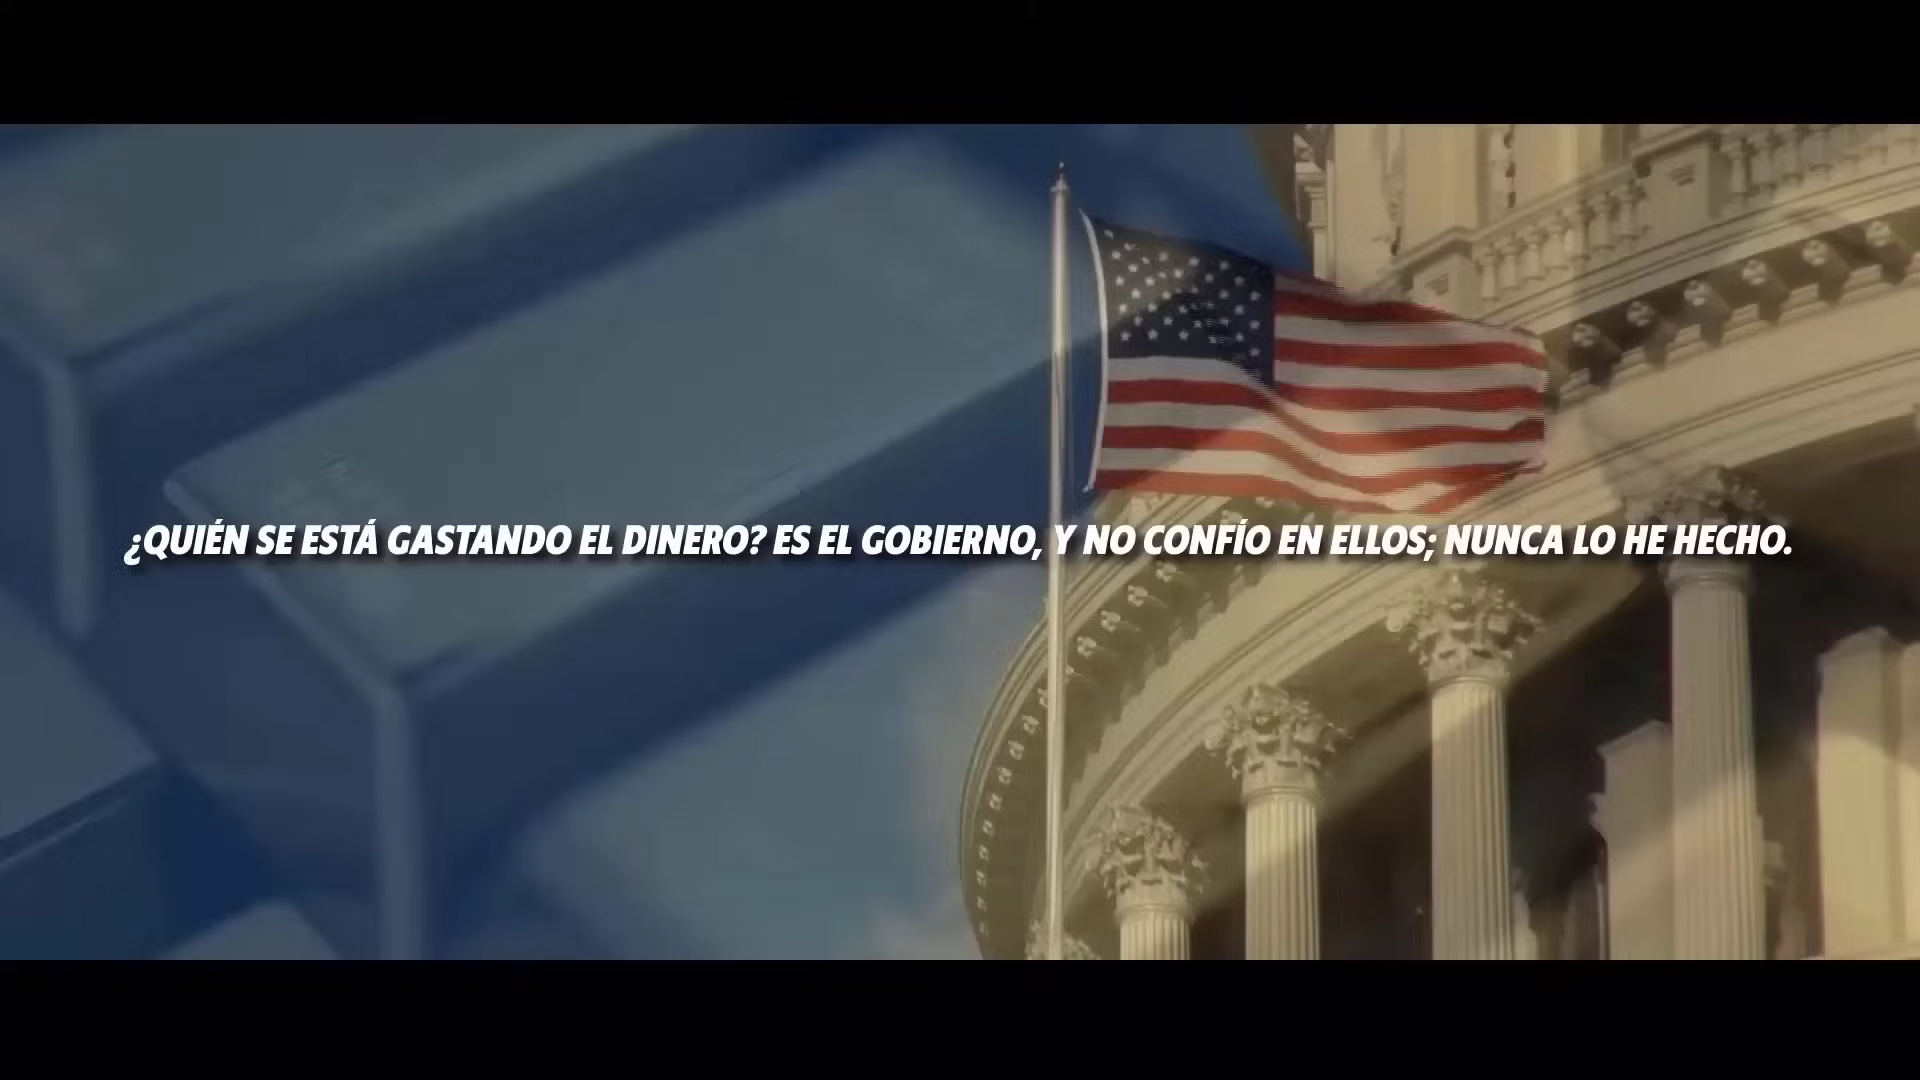 ¿QUIÉN SE ESTÁ GASTANDO EL DINERO? ES EL GOBIERNO, Y NO CONFÍO EN ELLOS; NUNCA LO HE HECHO.